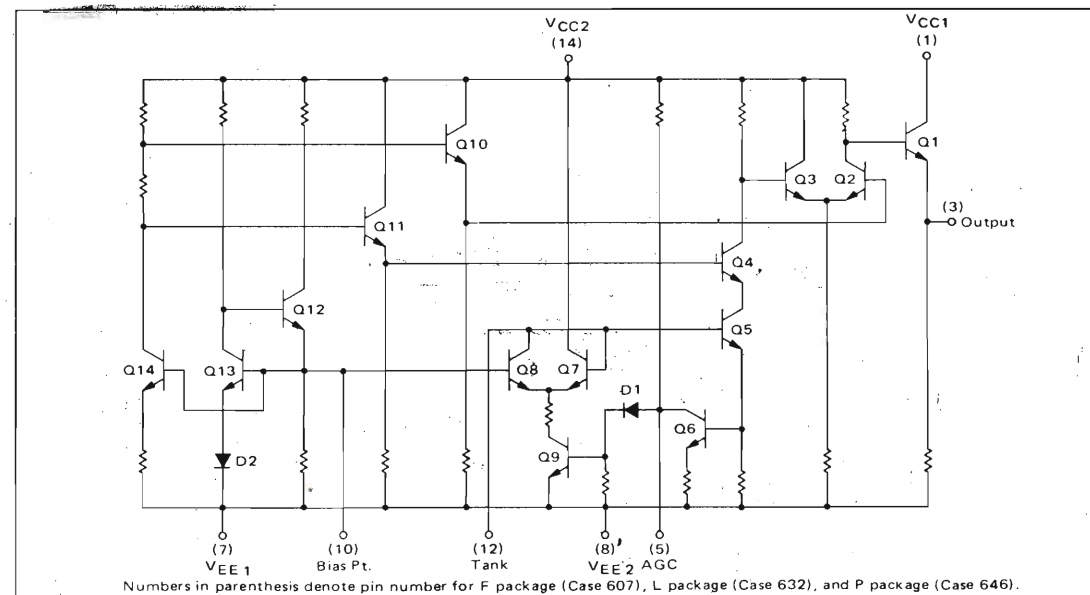 VCC2
(14)
VCC1
(1)
Q10
Q3
Q2
Q1
(3)
Output
Q11
Q4
Q12
Q5
Q14
Q13
Q8
Q7
D1
Q6
Q9
D2
(7)
VEE1
(10)
Bias Pt.
(12)
Tank
(8)'
VEE2
(5)
AGC
Numbers in parenthesis denote pin number for F package (Case 607), L package (Case 632), and P package (Case 646).